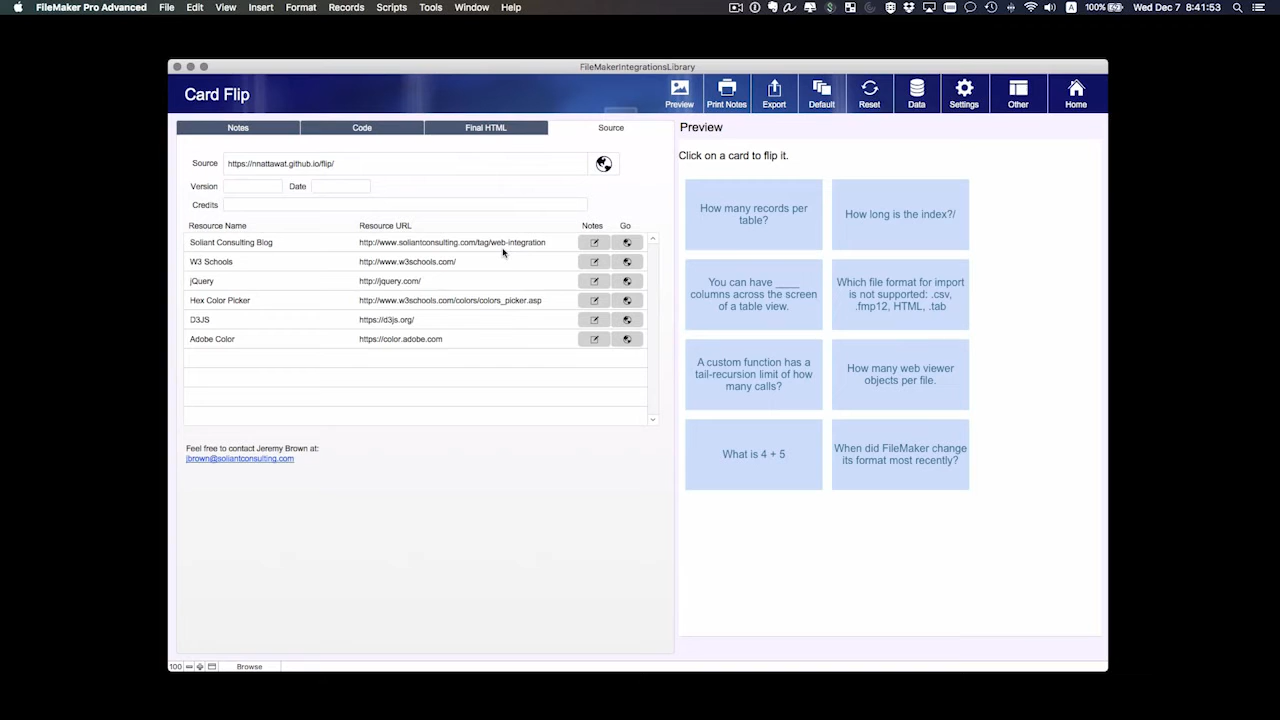 FileMaker Pro Advanced File Edit View Insert Format Records Scripts Tools Window Help 100% Wed Dec 7 8:41:53
FileMakerIntegrationsLibrary
Card Flip
Preview Print Notes Export Default Reset Data Settings Other Home
Notes Code Final HTML Source
Preview
Click on a card to flip it.
Source https://nnattawat.github.io/flip/
Version Date
Credits
Resource Name Resource URL Notes Go
Soliant Consulting Blog http://www.soliantconsulting.com/tag/web-integration
W3 Schools http://www.w3schools.com/
jQuery http://jquery.com/
Hex Color Picker http://www.w3schools.com/colors/colors_picker.asp
D3JS https://d3js.org/
Adobe Color https://color.adobe.com
Feel free to contact Jeremy Brown at:
jbrown@soliantconsulting.com
How many records per
table?
How long is the index?/
You can have ____
columns across the screen
of a table view.
Which file format for import
is not supported: .csv,
.fmp12, HTML, .tab
A custom function has a
tail-recursion limit of how
many calls?
How many web viewer
objects per file.
What is 4 + 5
When did FileMaker change
its format most recently?
100 Browse